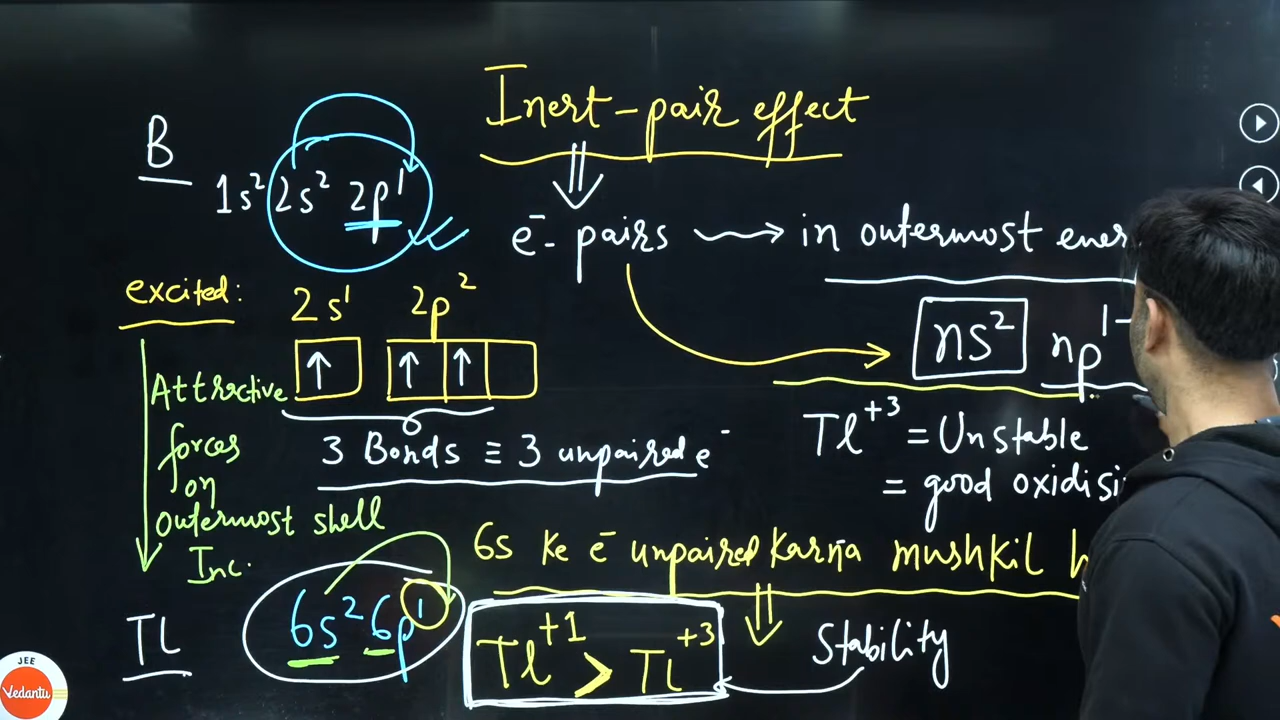 Inert-pair effect
B
1s² 2s² 2p¹
e⁻ pairs → in outermost
excited: 2s¹ 2p²
ns² np¹⁻
Attractive
forces
on
outermost shell
Inc.
3 Bonds ≡ 3 unpaired e⁻
Tl⁺³ = Unstable
= good
6s ke e⁻ unpaired karna mushkil
TL 6s² 6p¹
Tl⁺¹ > TL⁺³
Stability
JEE
Vedantu